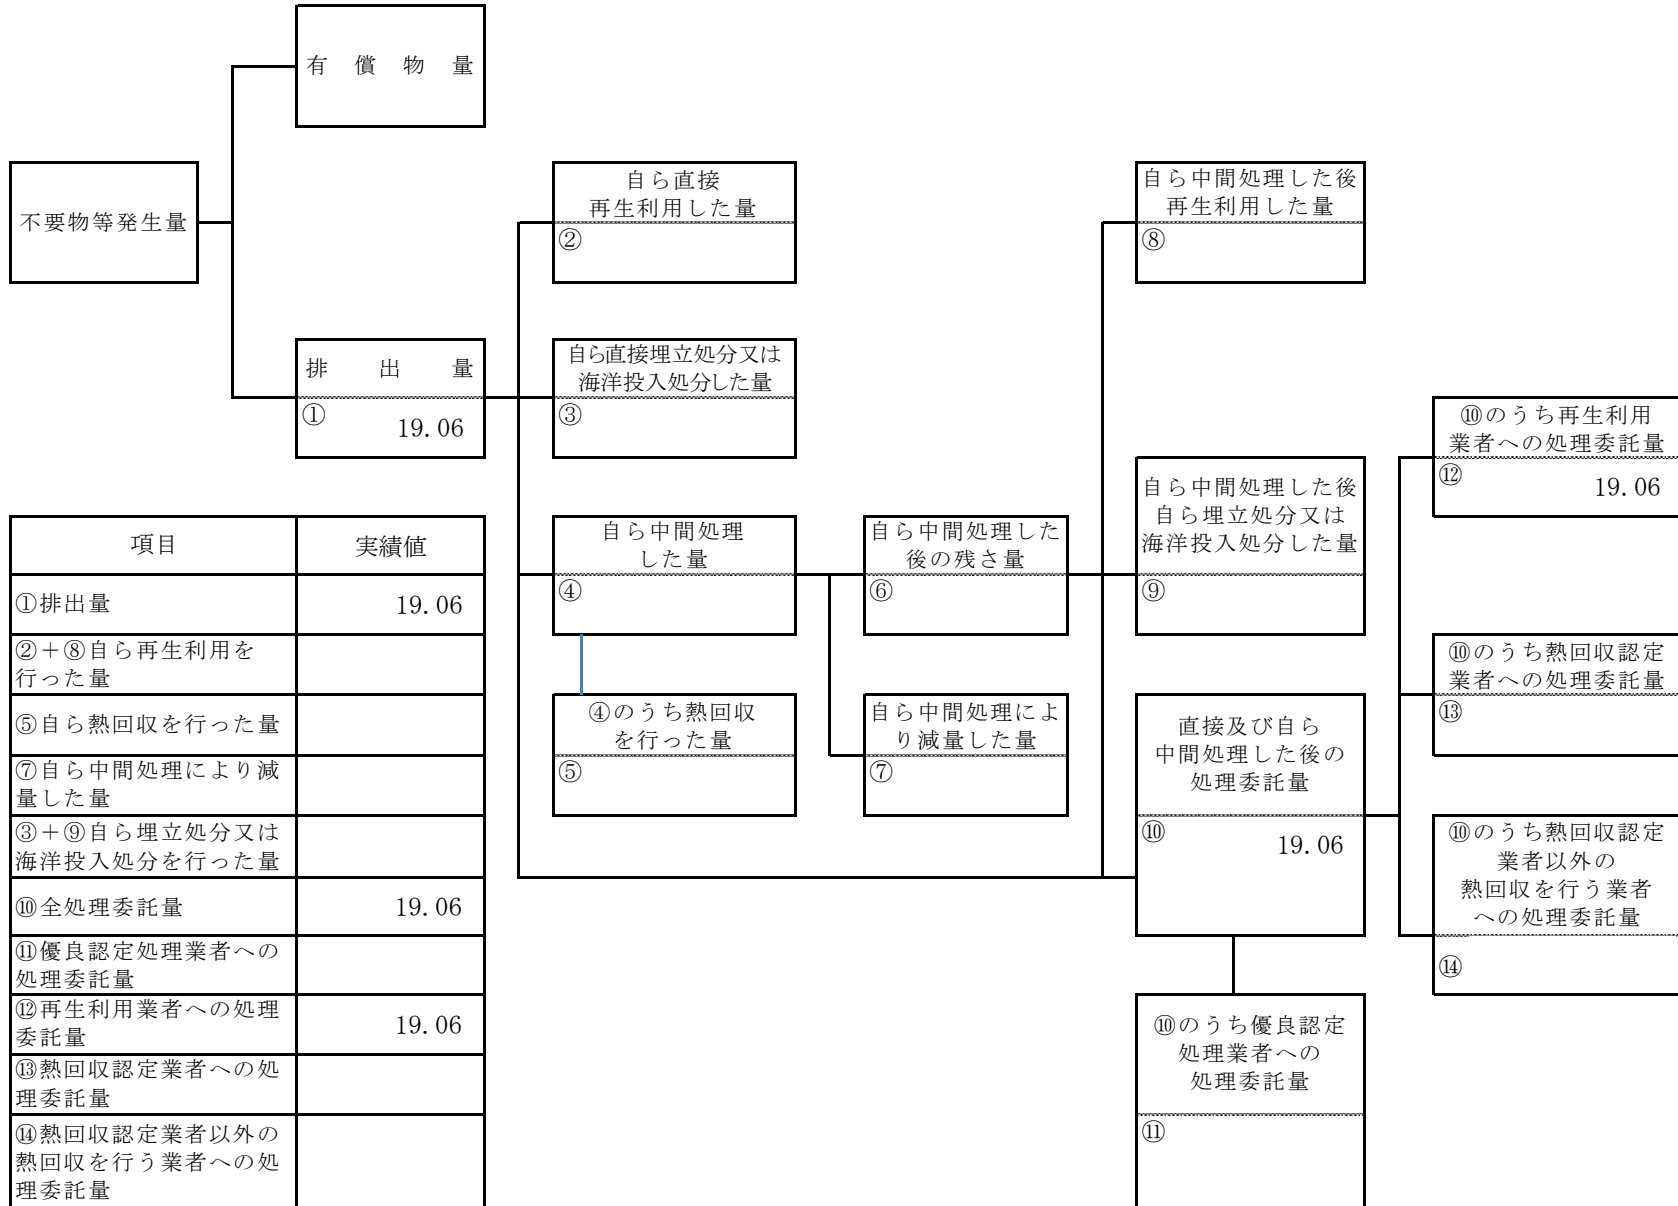 有償物量
不要物等発生量
自ら直接
再生利用した量
②
自ら中間処理した後
再生利用した量
⑧
排出量
①
19.06
自ら直接埋立処分又は
海洋投入処分した量
③
⑩のうち再生利用
業者への処理委託量
⑫
19.06
自ら中間処理
した量
④
自ら中間処理した
後の残さ量
⑥
自ら中間処理した後
自ら埋立処分又は
海洋投入処分した量
⑨
④のうち熱回収
を行った量
⑤
自ら中間処理によ
り減量した量
⑦
直接及び自ら
中間処理した後の
処理委託量
⑩
19.06
⑩のうち熱回収認定
業者への処理委託量
⑬
⑩のうち熱回収認定
業者以外の
熱回収を行う業者
への処理委託量
⑭
⑩のうち優良認定
処理業者への
処理委託量
⑪
項目 実績値
①排出量 19.06
②＋⑧自ら再生利用を
行った量
⑤自ら熱回収を行った量
⑦自ら中間処理により減
量した量
③＋⑨自ら埋立処分又は
海洋投入処分を行った量
⑩全処理委託量 19.06
⑪優良認定処理業者への
処理委託量
⑫再生利用業者への処理
委託量 19.06
⑬熱回収認定業者への処
理委託量
⑭熱回収認定業者以外の
熱回収を行う業者への処
理委託量